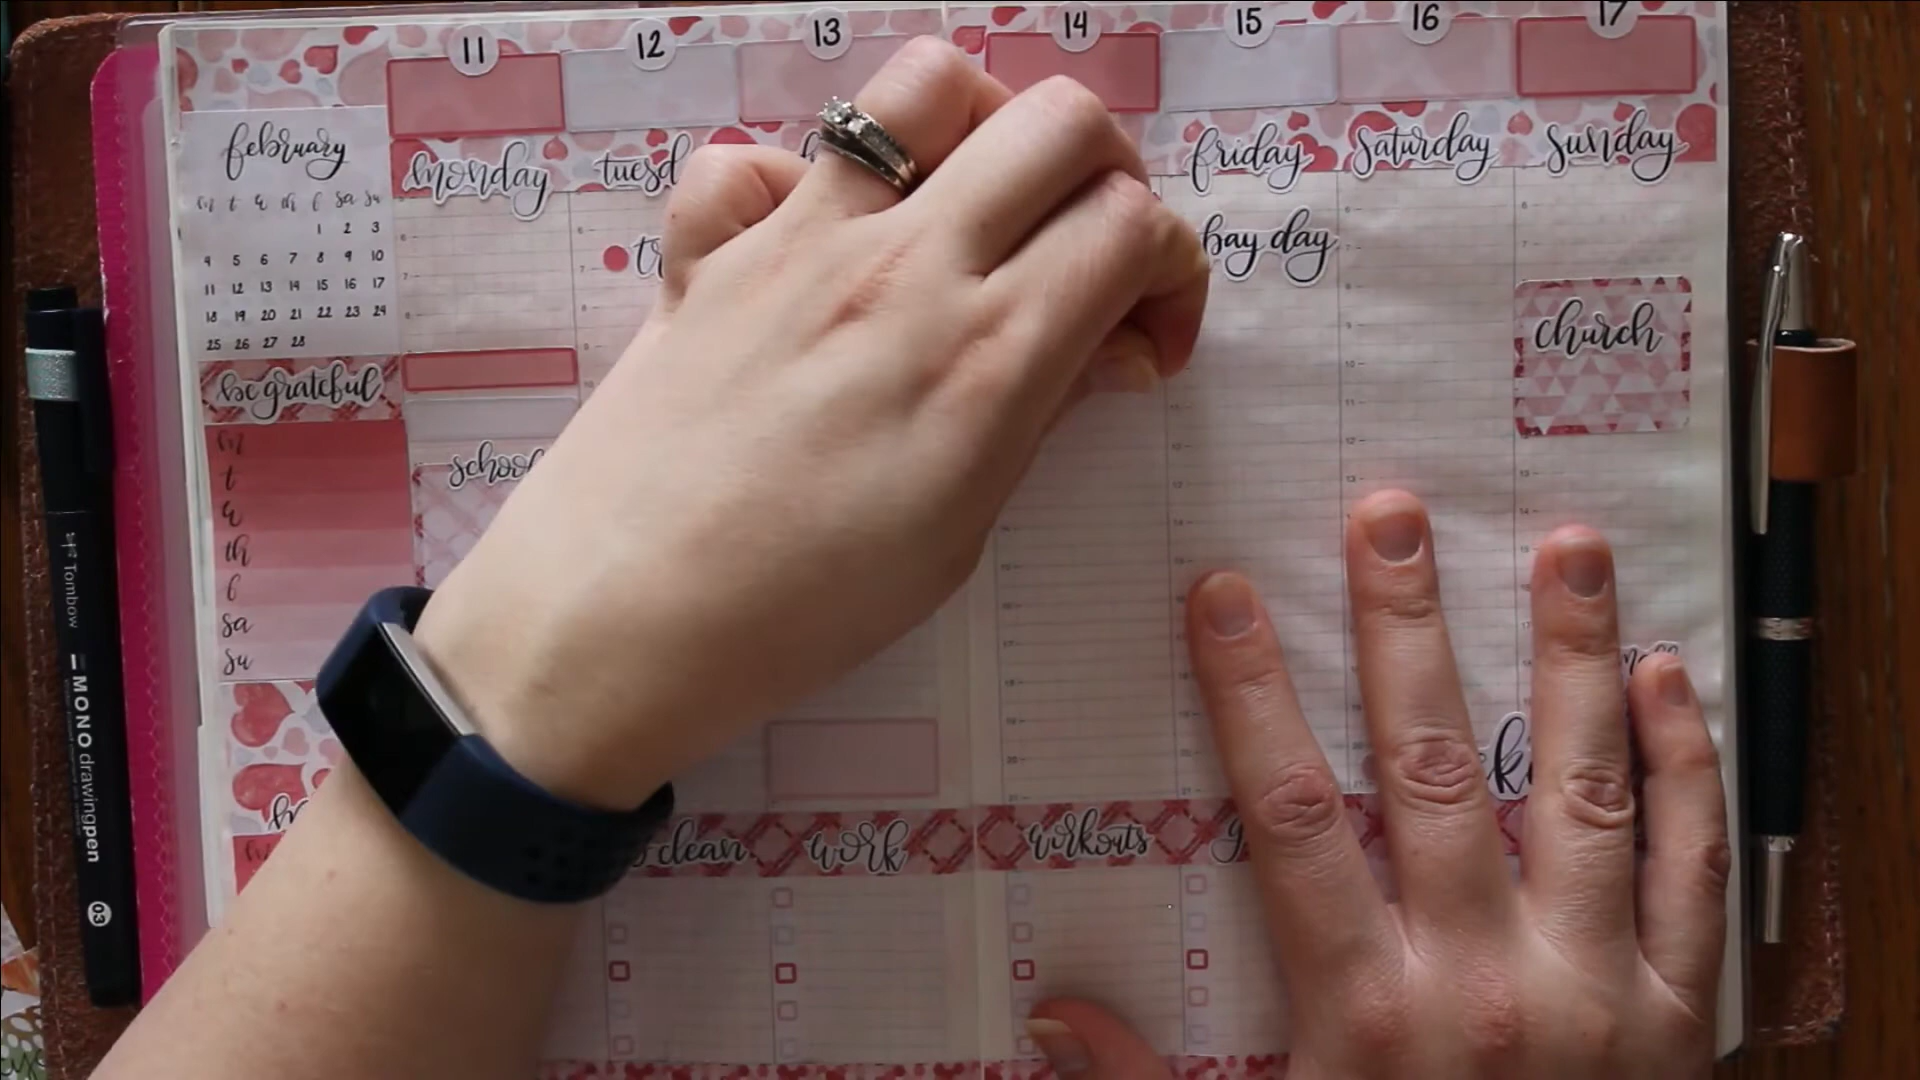 11 12 13 14 15 16 17
february
monday
friday saturday sunday
m t w th f sa su
1 2 3
4 5 6 7 8 9 10
11 12 13 14 15 16 17
18 19 20 21 22 23 24
25 26 27 28
bay day
church
be grateful
school
m
t
w
th
f
sa
su
clean work workouts
Tombow
MONO drawing pen
03